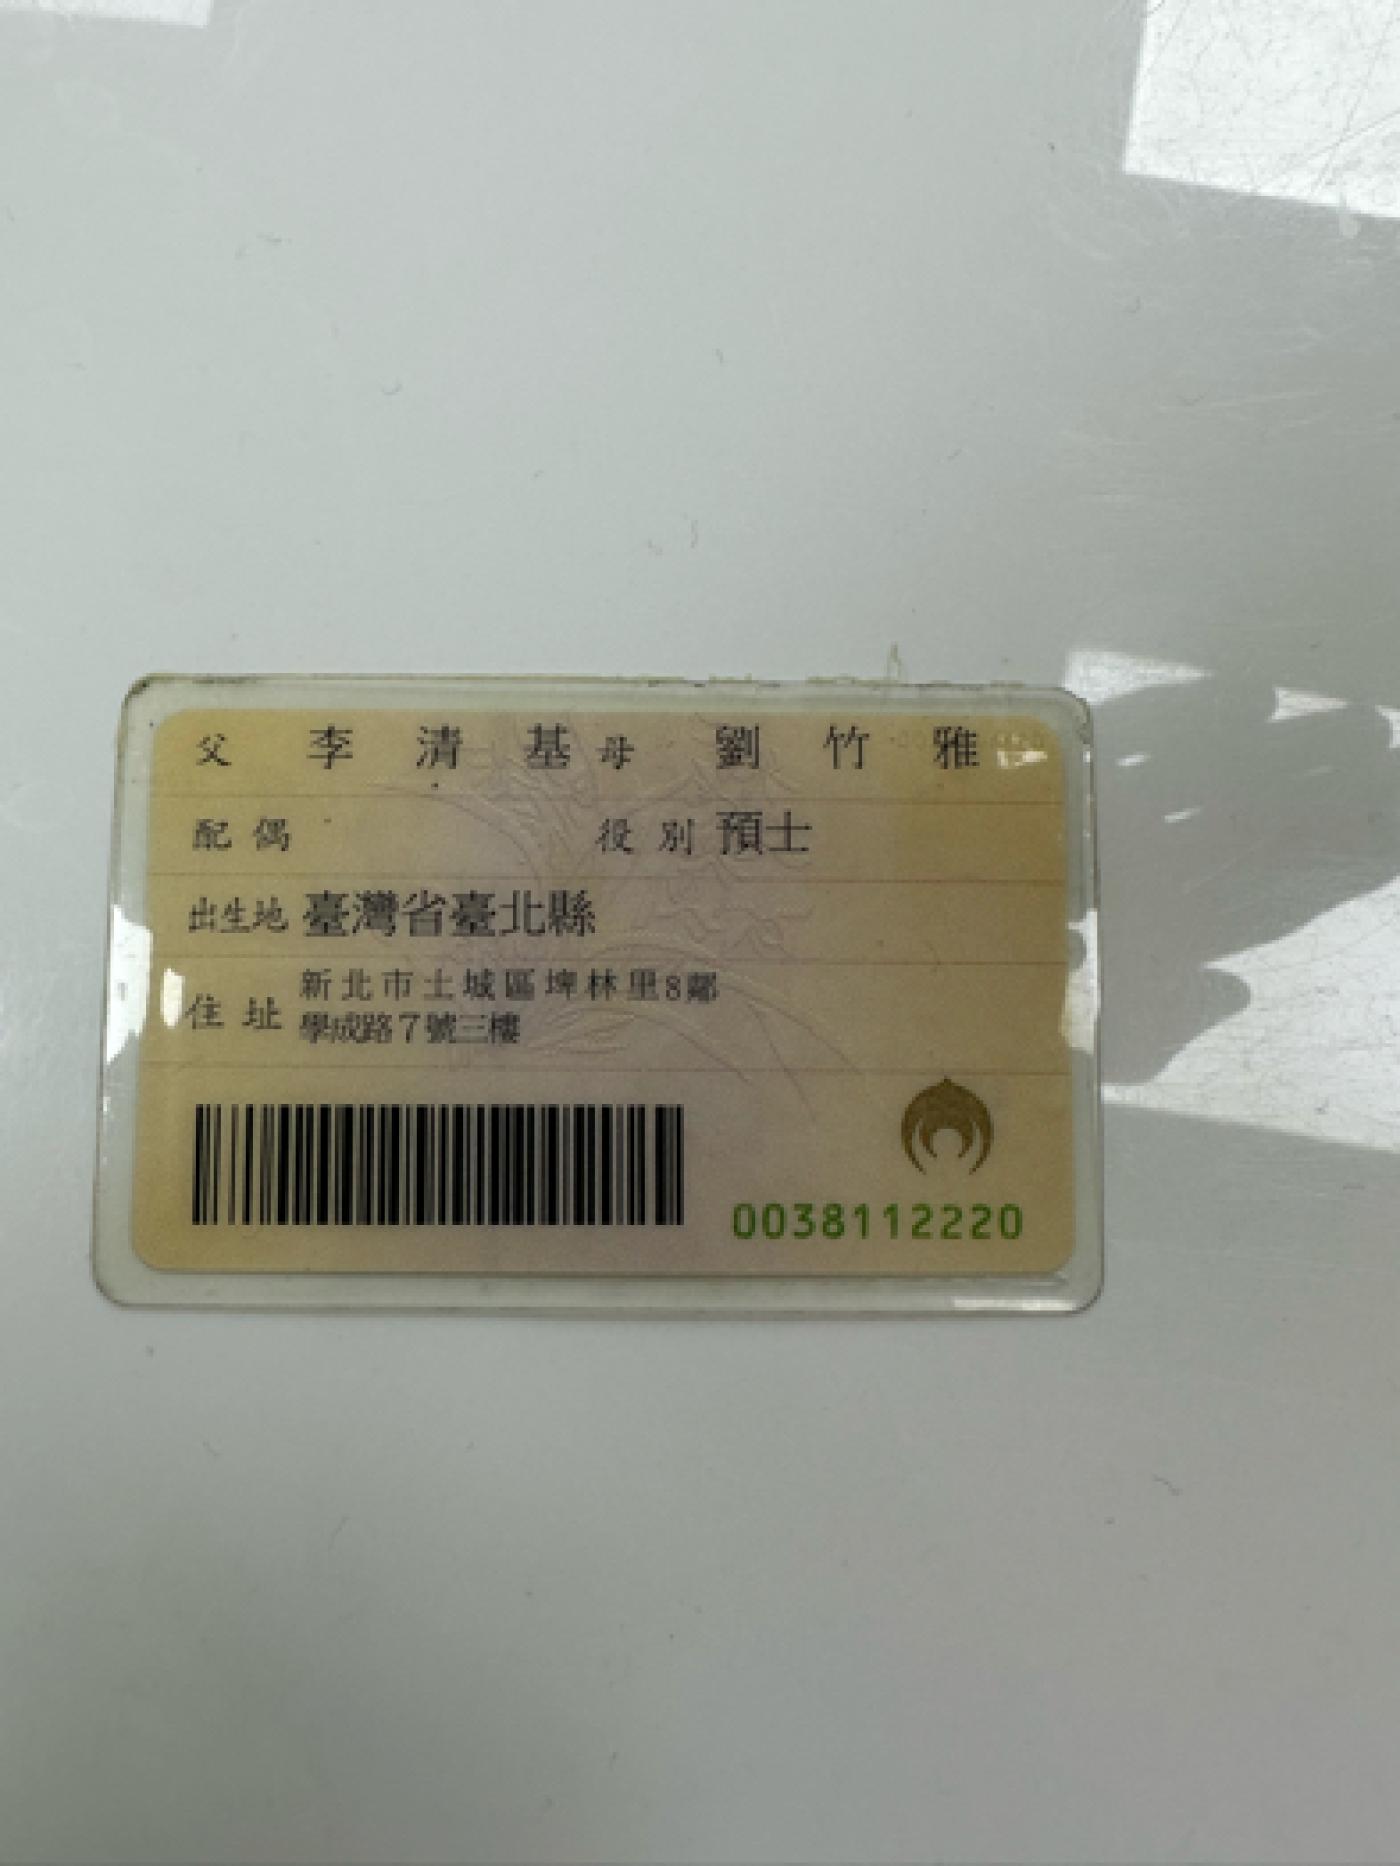 父 李清基 母 劉竹雅
配偶 役別 預士
出生地 臺灣省臺北縣
住址 新北市土城區埤林里8鄰
學成路7號三樓
0038112220